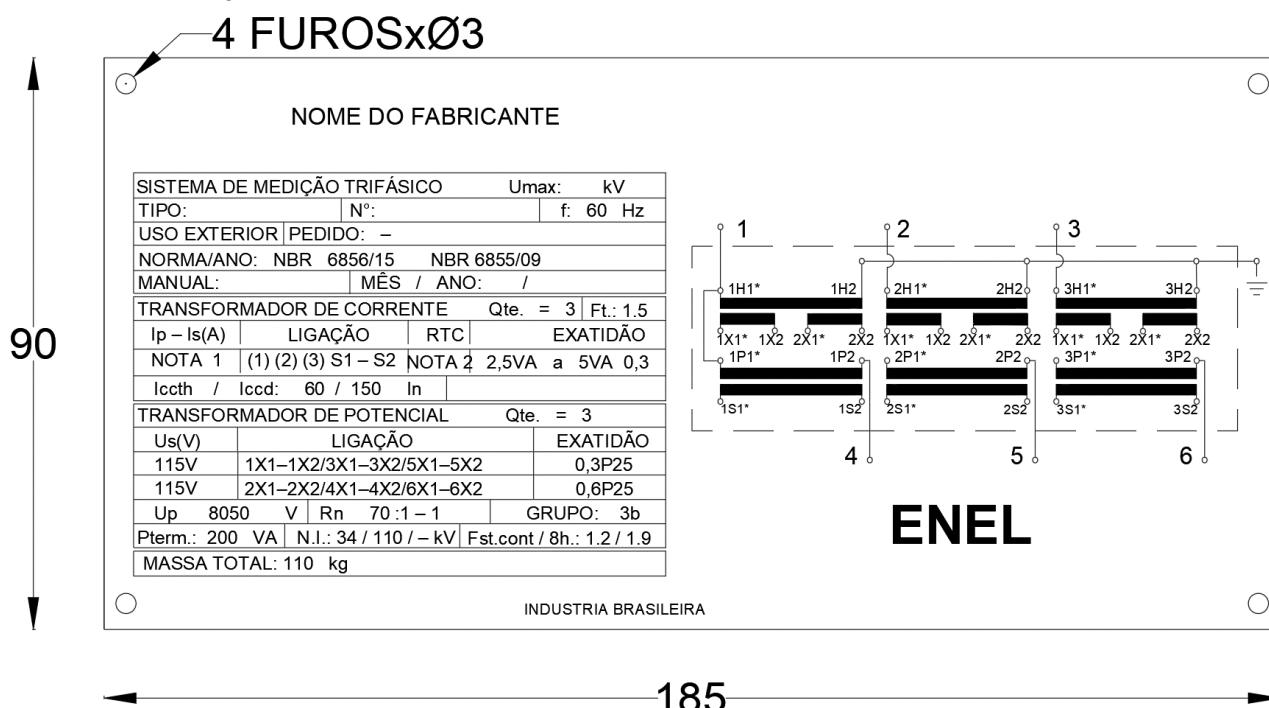 4 FUROSxØ3
90
NOME DO FABRICANTE
SISTEMA DE MEDIÇÃO TRIFÁSICO Umax: kV
TIPO: N°: f: 60 Hz
USO EXTERIOR PEDIDO: –
NORMA/ANO: NBR 6856/15 NBR 6855/09
MANUAL: MÊS / ANO: /
TRANSFORMADOR DE CORRENTE Qte. = 3 Ft.: 1.5
Ip – Is(A) LIGAÇÃO RTC EXATIDÃO
NOTA 1 (1) (2) (3) S1 – S2 NOTA 2 2,5VA a 5VA 0,3
Iccth / Iccd: 60 / 150 In
TRANSFORMADOR DE POTENCIAL Qte. = 3
Us(V) LIGAÇÃO EXATIDÃO
115V 1X1–1X2/3X1–3X2/5X1–5X2 0,3P25
115V 2X1–2X2/4X1–4X2/6X1–6X2 0,6P25
Up 8050 V Rn 70 :1 – 1 GRUPO: 3b
Pterm.: 200 VA N.I.: 34 / 110 / – kV Fst.cont / 8h.: 1.2 / 1.9
MASSA TOTAL: 110 kg
1 2 3
1H1* 1H2 2H1* 2H2 3H1* 3H2
1X1* 1X2 2X1* 2X2 1X1* 1X2 2X1* 2X2 1X1* 1X2 2X1* 2X2
1P1* 1P2 2P1* 2P2 3P1* 3P2
1S1* 1S2 2S1* 2S2 3S1* 3S2
4 5 6
ENEL
INDUSTRIA BRASILEIRA
185